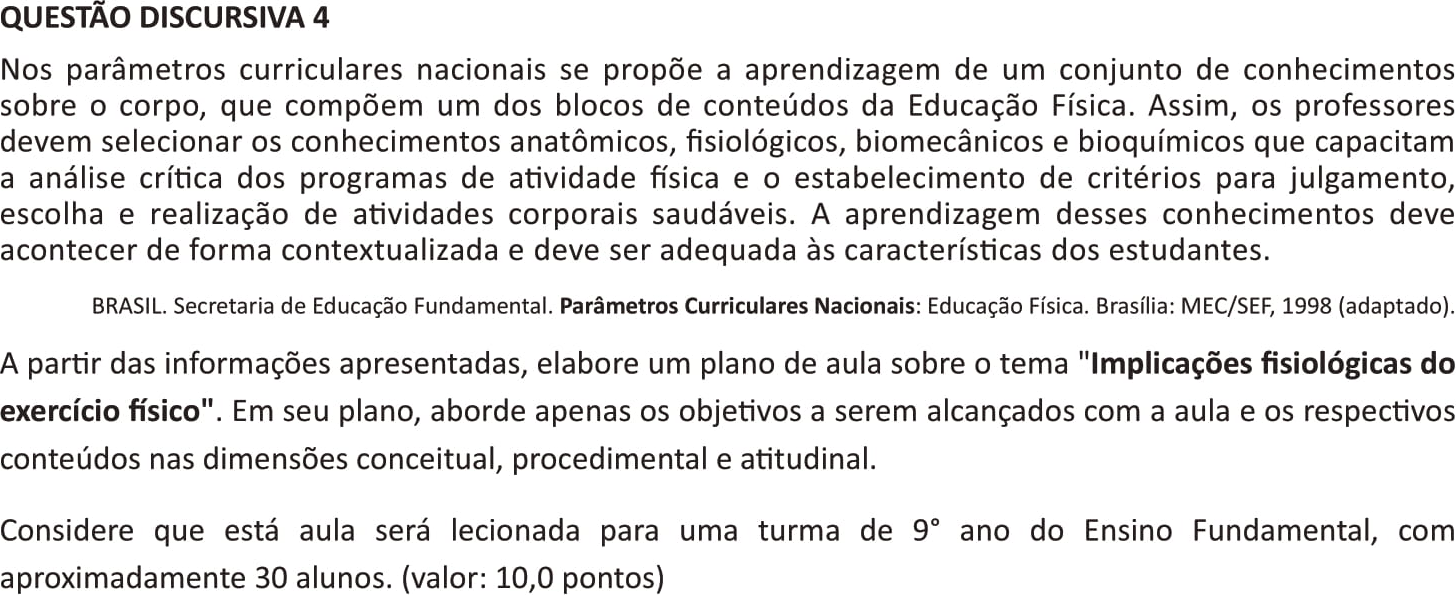 QUESTÃO DISCURSIVA 4
Nos parâmetros curriculares nacionais se propõe a aprendizagem de um conjunto de conhecimentos
sobre o corpo, que compõem um dos blocos de conteúdos da Educação Física. Assim, os professores
devem selecionar os conhecimentos anatômicos, fisiológicos, biomecânicos e bioquímicos que capacitam
a análise crítica dos programas de atividade física e o estabelecimento de critérios para julgamento,
escolha e realização de atividades corporais saudáveis. A aprendizagem desses conhecimentos deve
acontecer de forma contextualizada e deve ser adequada às características dos estudantes.
BRASIL. Secretaria de Educação Fundamental. Parâmetros Curriculares Nacionais: Educação Física. Brasília: MEC/SEF, 1998 (adaptado).
A partir das informações apresentadas, elabore um plano de aula sobre o tema "Implicações fisiológicas do
exercício físico". Em seu plano, aborde apenas os objetivos a serem alcançados com a aula e os respectivos
conteúdos nas dimensões conceitual, procedimental e atitudinal.
Considere que está aula será lecionada para uma turma de 9° ano do Ensino Fundamental, com
aproximadamente 30 alunos. (valor: 10,0 pontos)